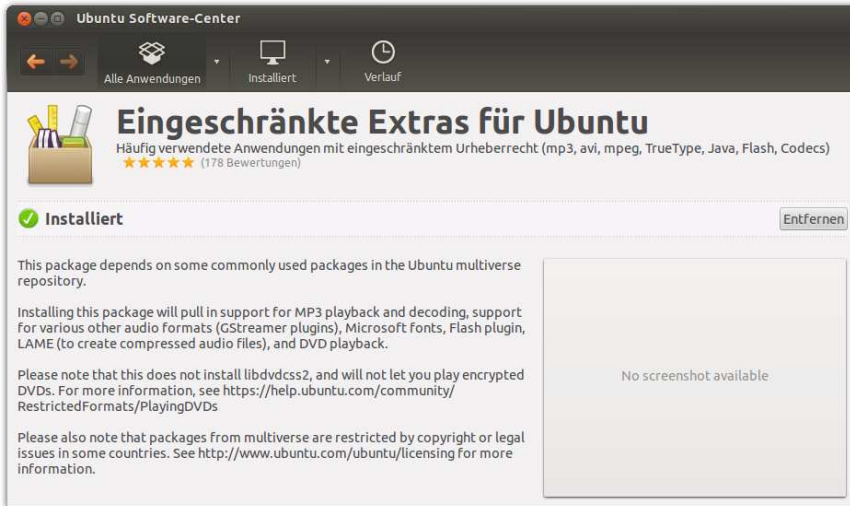 Ubuntu Software-Center
Alle Anwendungen
Installiert
Verlauf
Eingeschränkte Extras für Ubuntu
Häufig verwendete Anwendungen mit eingeschränktem Urheberrecht (mp3, avi, mpeg, TrueType, Java, Flash, Codecs)
(178 Bewertungen)
Installiert
Entfernen
This package depends on some commonly used packages in the Ubuntu multiverse
repository.
Installing this package will pull in support for MP3 playback and decoding, support
for various other audio formats (GStreamer plugins), Microsoft fonts, Flash plugin,
LAME (to create compressed audio files), and DVD playback.
Please note that this does not install libdvdcss2, and will not let you play encrypted
DVDs. For more information, see https://help.ubuntu.com/community/
RestrictedFormats/PlayingDVDs
Please also note that packages from multiverse are restricted by copyright or legal
issues in some countries. See http://www.ubuntu.com/ubuntu/licensing for more
information.
No screenshot available